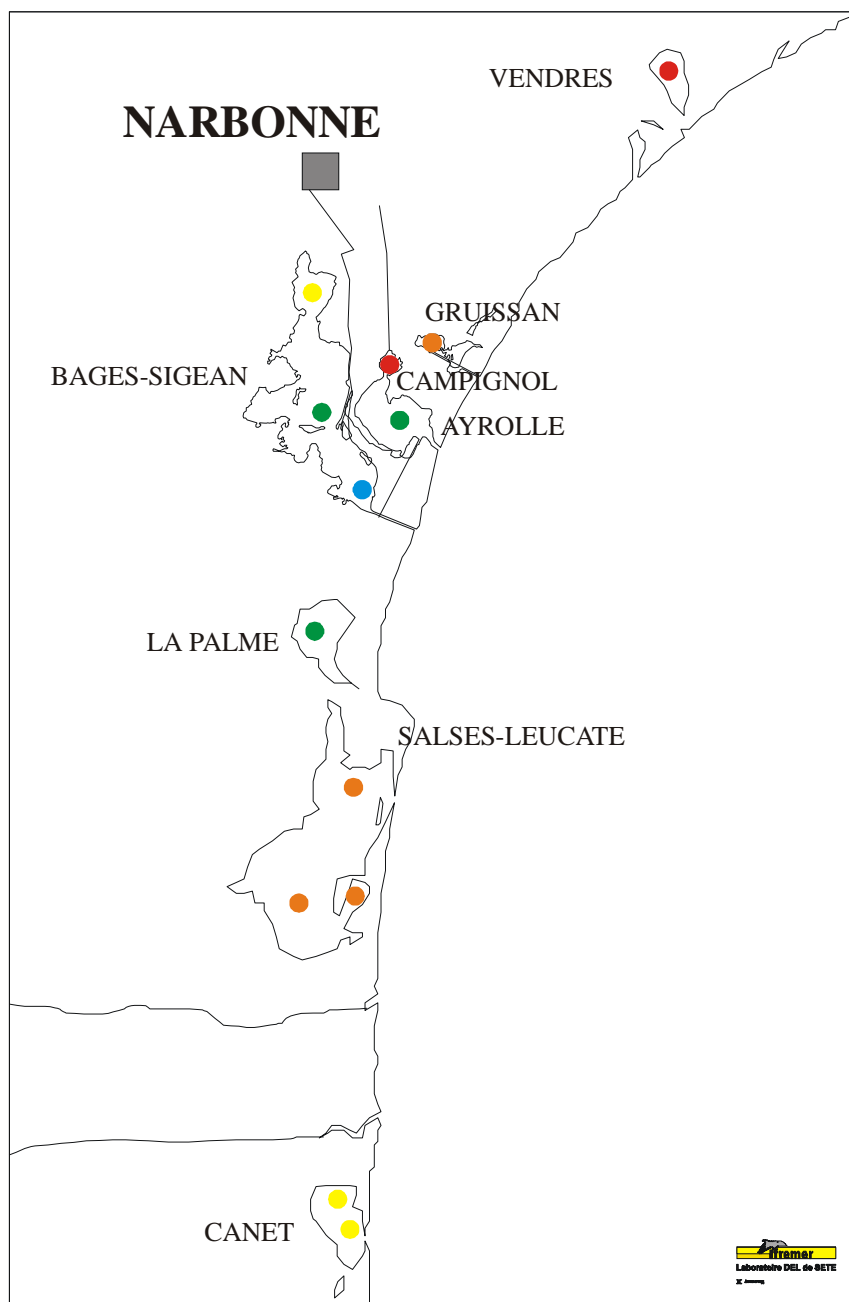 VENDRES
NARBONNE
GRUISSAN
BAGES-SIGEAN
CAMPIGNOL
AYROLLE
LA PALME
SALSES-LEUCATE
CANET
Ifremer
Laboratoire DEL de SETE